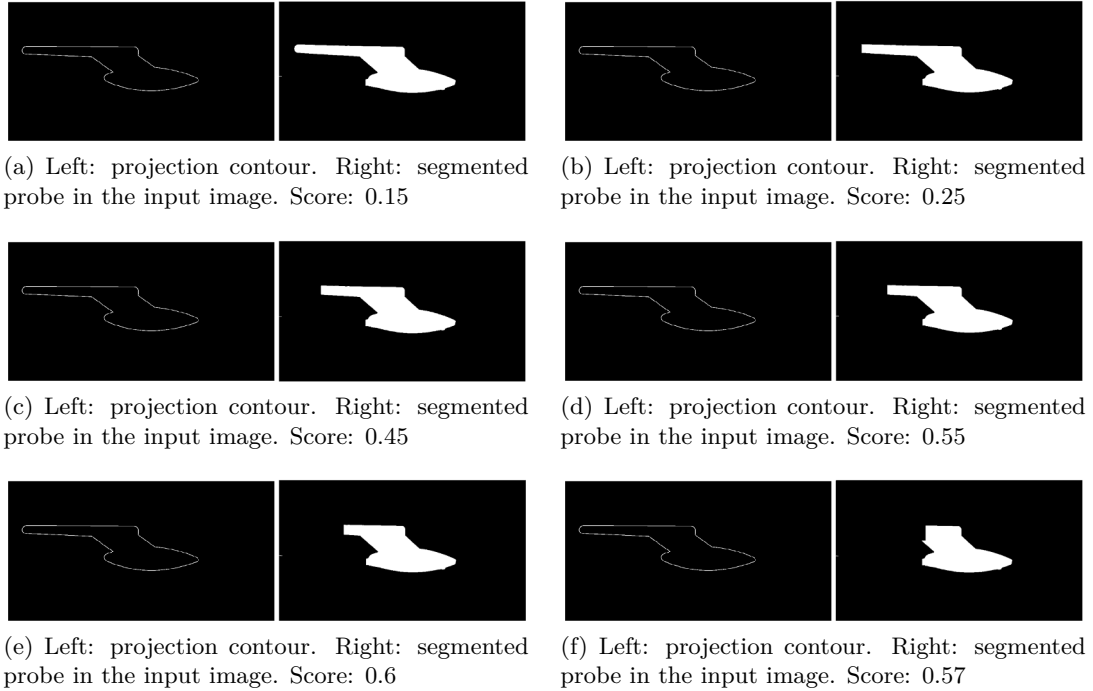 (a) Left: projection contour. Right: segmented
probe in the input image. Score: 0.15
(b) Left: projection contour. Right: segmented
probe in the input image. Score: 0.25
(c) Left: projection contour. Right: segmented
probe in the input image. Score: 0.45
(d) Left: projection contour. Right: segmented
probe in the input image. Score: 0.55
(e) Left: projection contour. Right: segmented
probe in the input image. Score: 0.6
(f) Left: projection contour. Right: segmented
probe in the input image. Score: 0.57